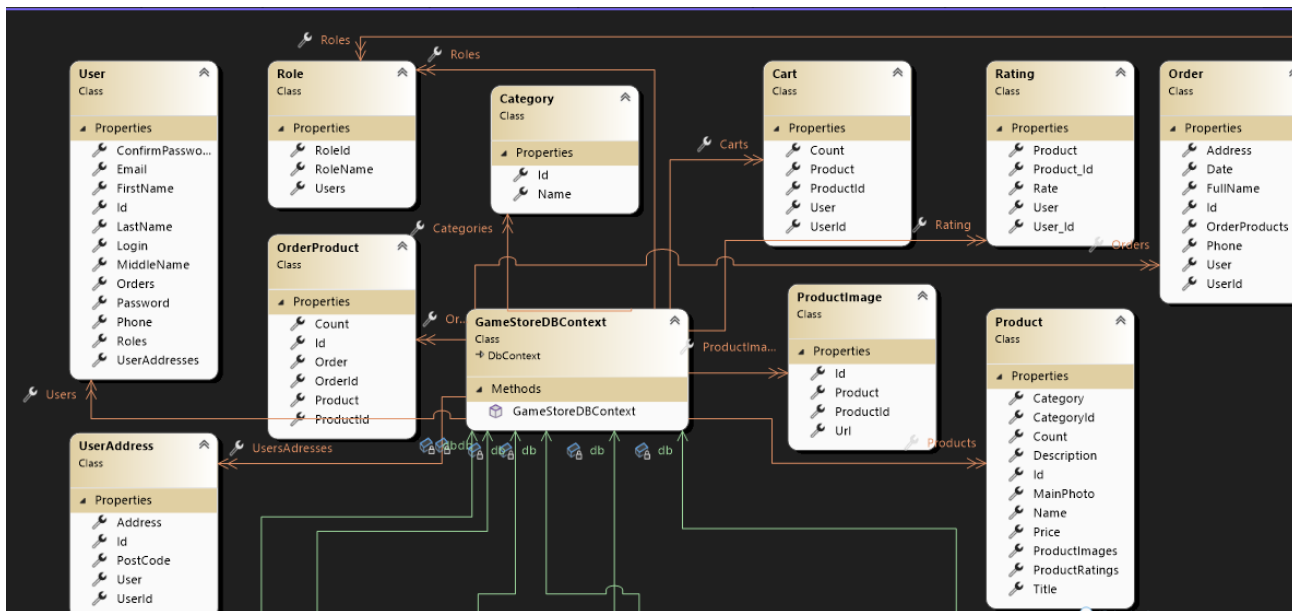 Roles
Roles
User
Class
Properties
ConfirmPasswo...
Email
FirstName
Id
LastName
Login
MiddleName
Orders
Password
Phone
Roles
UserAddresses
Role
Class
Properties
RoleId
RoleName
Users
Category
Class
Properties
Id
Name
Carts
Cart
Class
Properties
Count
Product
ProductId
User
UserId
Rating
Rating
Class
Properties
Product
Product_Id
Rate
User
User_Id
Orders
Order
Class
Properties
Address
Date
FullName
Id
OrderProducts
Phone
User
UserId
Categories
OrderProduct
Class
Properties
Count
Id
Order
OrderId
Product
ProductId
Or...
GameStoreDBContext
Class
DbContext
Methods
GameStoreDBContext
ProductIma...
ProductImage
Class
Properties
Id
Product
ProductId
Url
Products
Product
Class
Properties
Category
CategoryId
Count
Description
Id
MainPhoto
Name
Price
ProductImages
ProductRatings
Title
Users
UsersAdresses
UserAddress
Class
Properties
Address
Id
PostCode
User
UserId
db
db
db
db